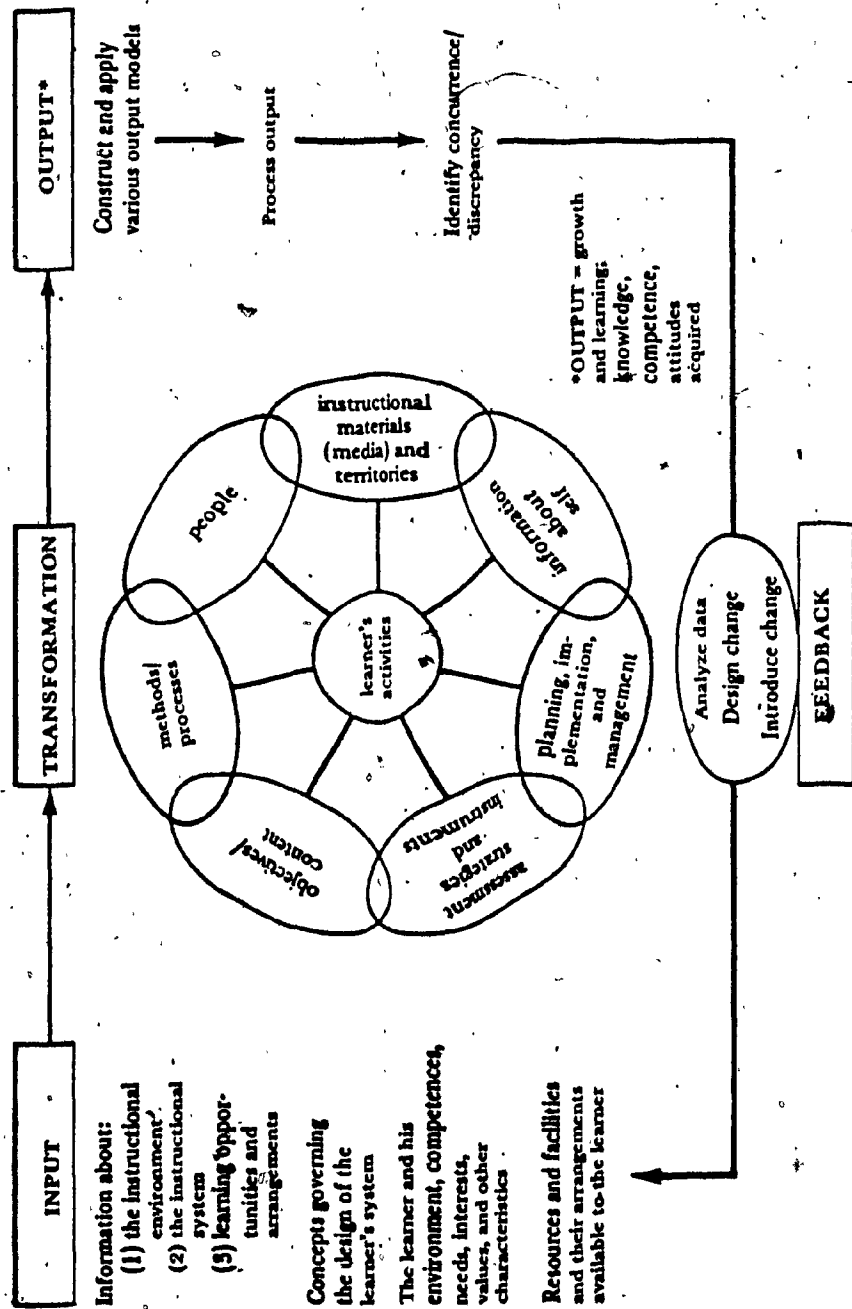 INPUT
Information about:
(1) the instructional
environment
(2) the instructional
system
(3) learning oppor-
tunities and
arrangements
Concepts governing
the design of the
learner's system
The learner and his
environment, competences,
needs, interests,
values, and other
characteristics
Resources and facilities
and their arrangements
available to the learner
TRANSFORMATION
methods/
processes
people
instructional
materials
(media) and
territories
information
about
self
planning, im-
plementation,
and
management
assessment
strategies
and
instruments
objectives/
content
learner's
activities
OUTPUT*
Construct and apply
various output models
Process output
Identify concurrence/
discrepancy
*OUTPUT = growth
and learning;
knowledge,
competence,
attitudes
acquired
Analyze data
Design change
Introduce change
FEEDBACK